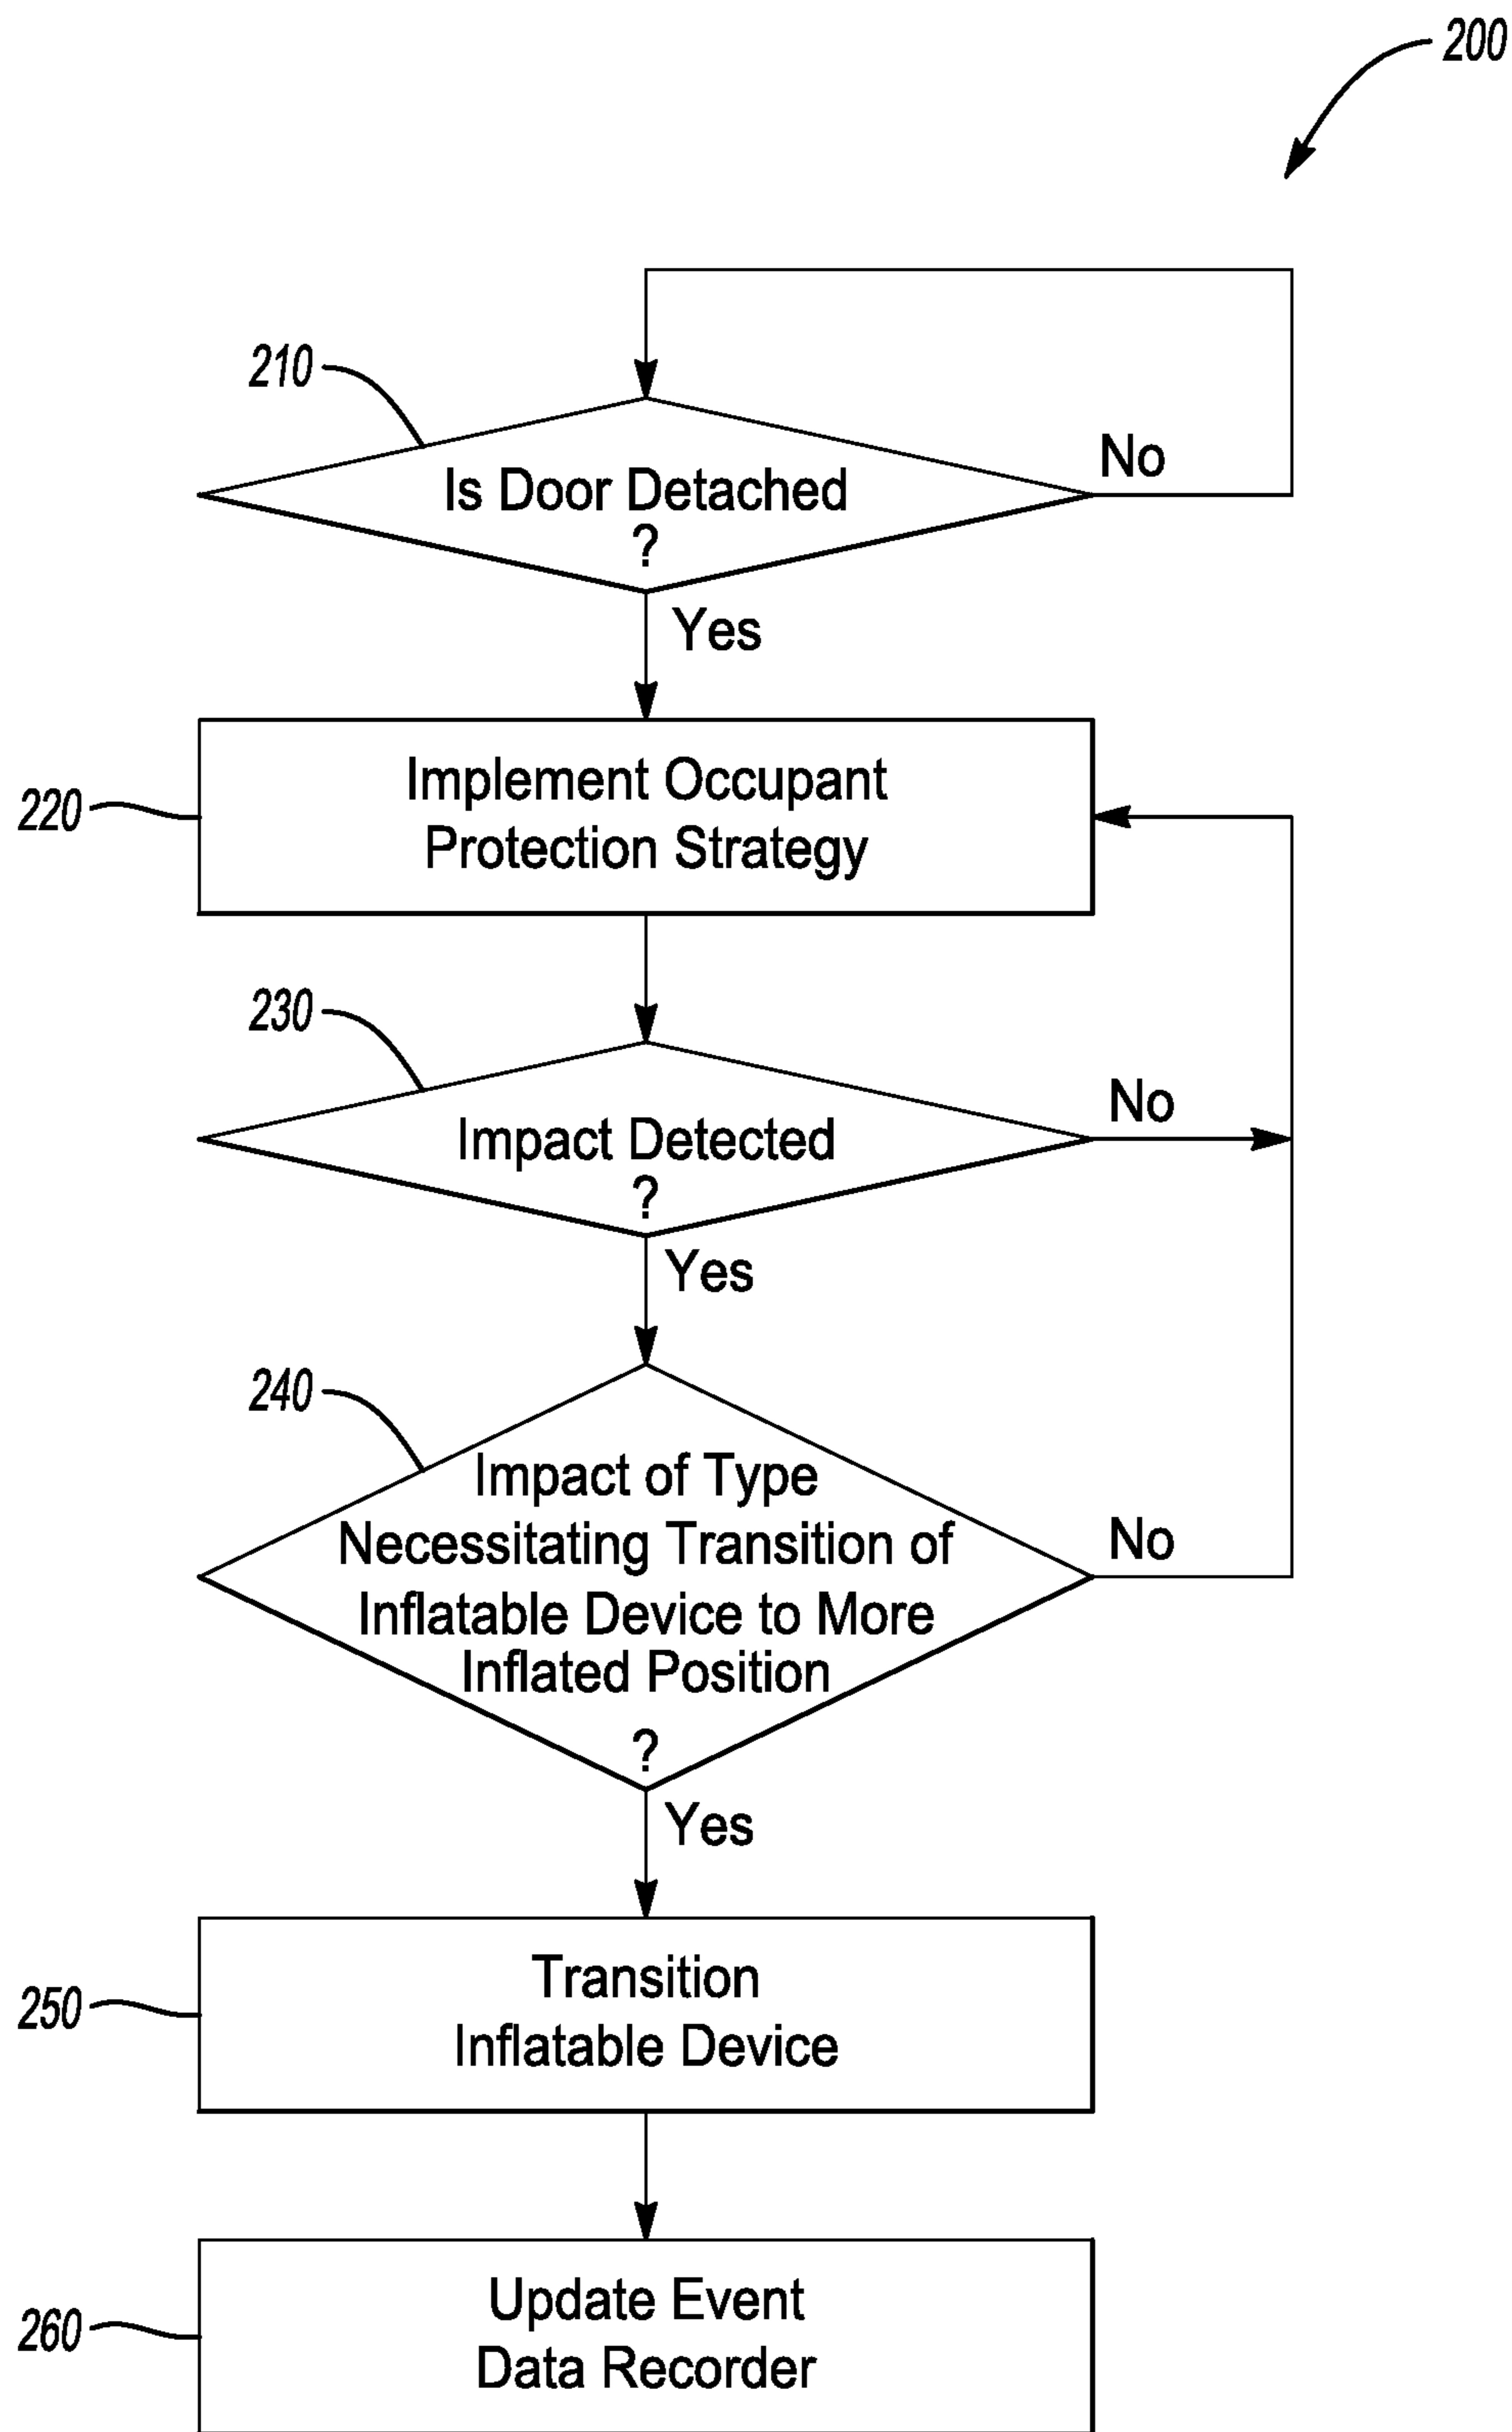 200
210
Is Door Detached
?
No
Yes
220
Implement Occupant
Protection Strategy
230
Impact Detected
?
No
Yes
240
Impact of Type
Necessitating Transition of
Inflatable Device to More
Inflated Position
?
No
Yes
250
Transition
Inflatable Device
260
Update Event
Data Recorder